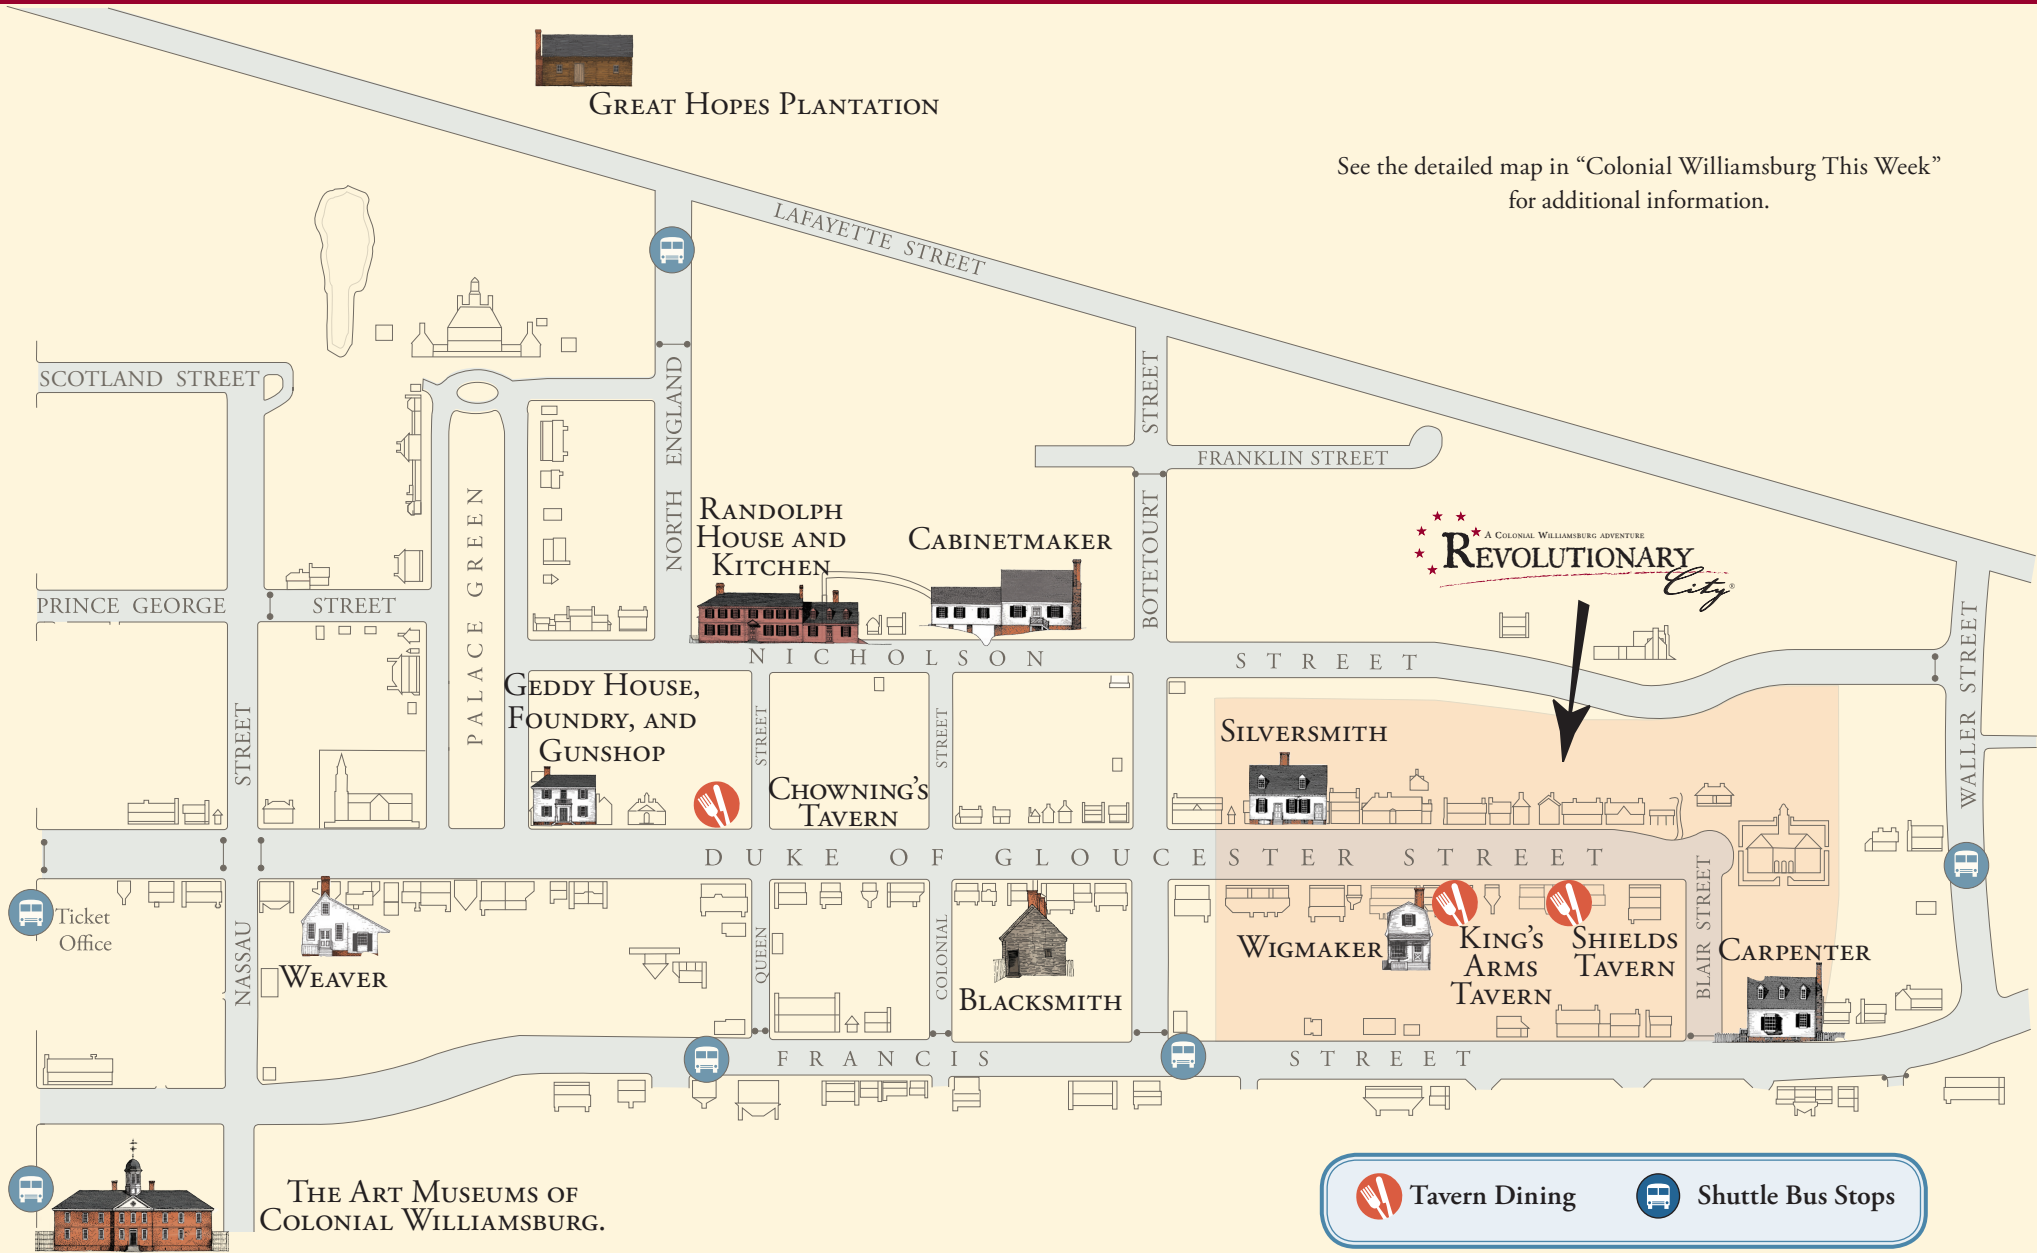 GREAT HOPES PLANTATION
See the detailed map in “Colonial Williamsburg This Week”
for additional information.
LAFAYETTE STREET
SCOTLAND STREET
NORTH ENGLAND
STREET
FRANKLIN STREET
BOTETOURT
PALACE GREEN
RANDOLPH
HOUSE AND
KITCHEN
CABINETMAKER
A COLONIAL WILLIAMSBURG ADVENTURE
REVOLUTIONARY
City®
PRINCE GEORGE
STREET
NICHOLSON
STREET
WALLER STREET
GEDDY HOUSE,
FOUNDRY, AND
GUNSHOP
STREET
STREET
STREET
SILVERSMITH
CHOWNING'S
TAVERN
DUKE OF GLOUCESTER STREET
BLAIR STREET
Ticket
Office
NASSAU
WEAVER
QUEEN
COLONIAL
BLACKSMITH
WIGMAKER
KING'S
ARMS
TAVERN
SHIELDS
TAVERN
CARPENTER
FRANCIS
STREET
THE ART MUSEUMS OF
COLONIAL WILLIAMSBURG.
Tavern Dining
Shuttle Bus Stops